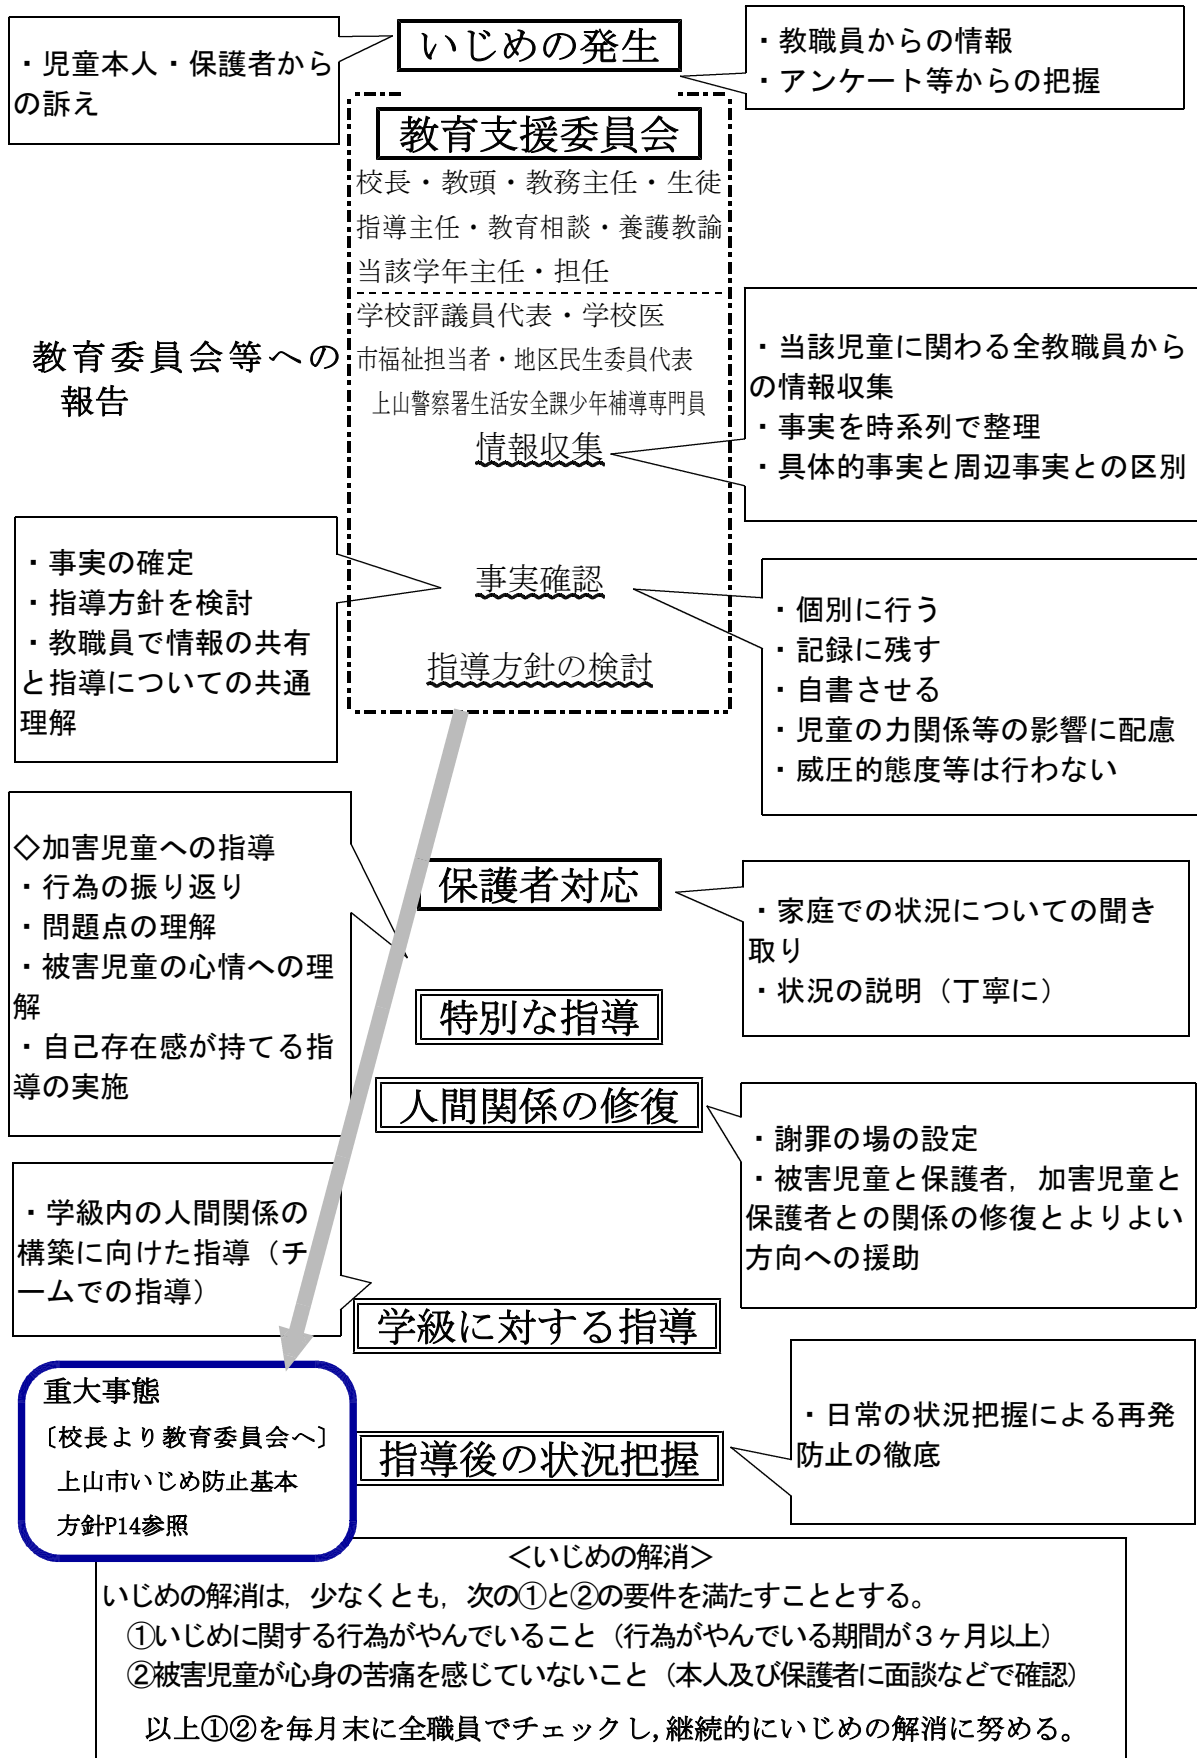 いじめの発生
・児童本人・保護者から
の訴え
・教職員からの情報
・アンケート等からの把握
教育支援委員会
校長・教頭・教務主任・生徒
指導主任・教育相談・養護教諭
当該学年主任・担任
学校評議員代表・学校医
市福祉担当者・地区民生委員代表
上山警察署生活安全課少年補導専門員
教育委員会等への
報告
情報収集
・当該児童に関わる全教職員から
の情報収集
・事実を時系列で整理
・具体的事実と周辺事実との区別
・事実の確定
・指導方針を検討
・教職員で情報の共有
と指導についての共通
理解
事実確認
・個別に行う
・記録に残す
・自書させる
・児童の力関係等の影響に配慮
・威圧的態度等は行わない
指導方針の検討
◇加害児童への指導
・行為の振り返り
・問題点の理解
・被害児童の心情への理
解
・自己存在感が持てる指
導の実施
保護者対応
・家庭での状況についての聞き
取り
・状況の説明（丁寧に）
特別な指導
人間関係の修復
・謝罪の場の設定
・被害児童と保護者，加害児童と
保護者との関係の修復とよりよい
方向への援助
・学級内の人間関係の
構築に向けた指導（チ
ームでの指導）
学級に対する指導
重大事態
〔校長より教育委員会へ〕
上山市いじめ防止基本
方針P14参照
指導後の状況把握
・日常の状況把握による再発
防止の徹底
＜いじめの解消＞
いじめの解消は，少なくとも，次の①と②の要件を満たすこととする。
①いじめに関する行為がやんでいること（行為がやんでいる期間が３ヶ月以上）
②被害児童が心身の苦痛を感じていないこと（本人及び保護者に面談などで確認）
以上①②を毎月末に全職員でチェックし,継続的にいじめの解消に努める。